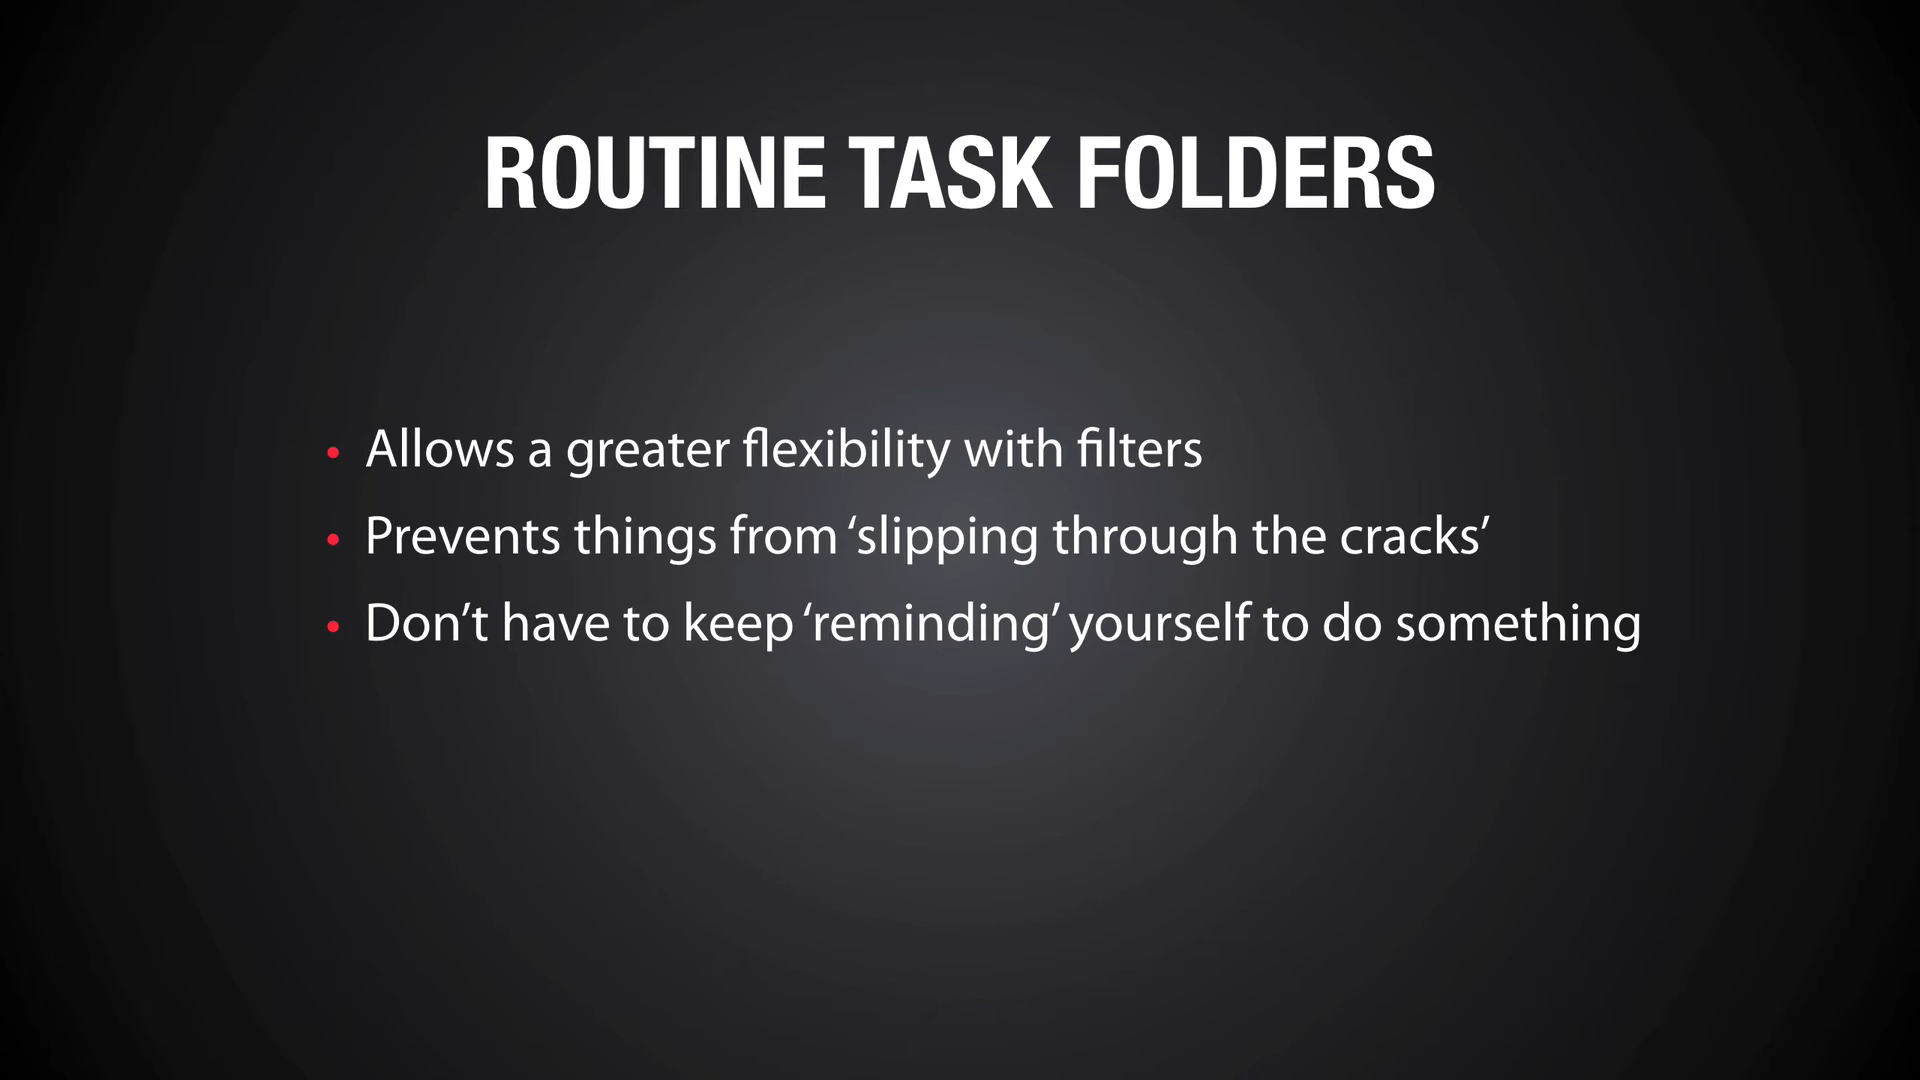 ROUTINE TASK FOLDERS
• Allows a greater flexibility with filters
• Prevents things from ‘slipping through the cracks’
• Don’t have to keep ‘reminding’ yourself to do something